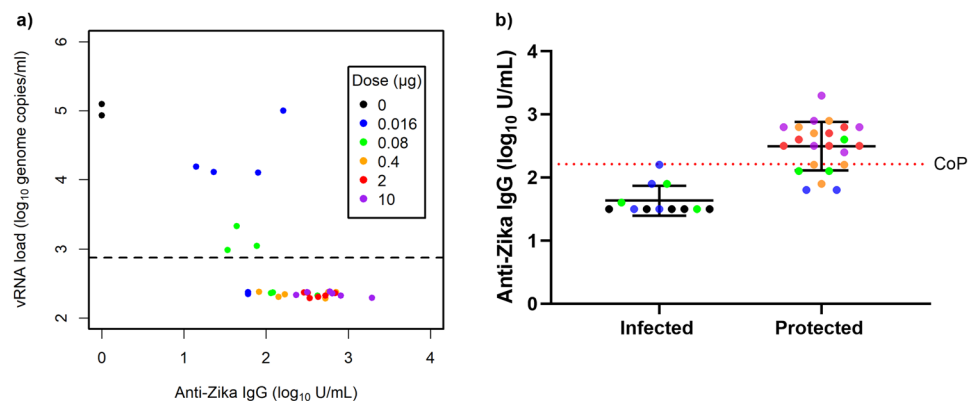 a)
vRNA load (log10 genome copies/ml)
6
5
4
3
2
Dose (µg)
0
0.016
0.08
0.4
2
10
0 1 2 3 4
Anti-Zika IgG (log10 U/mL)
b)
Anti-Zika IgG (log10 U/mL)
4
3
2
1
0
CoP
Infected Protected